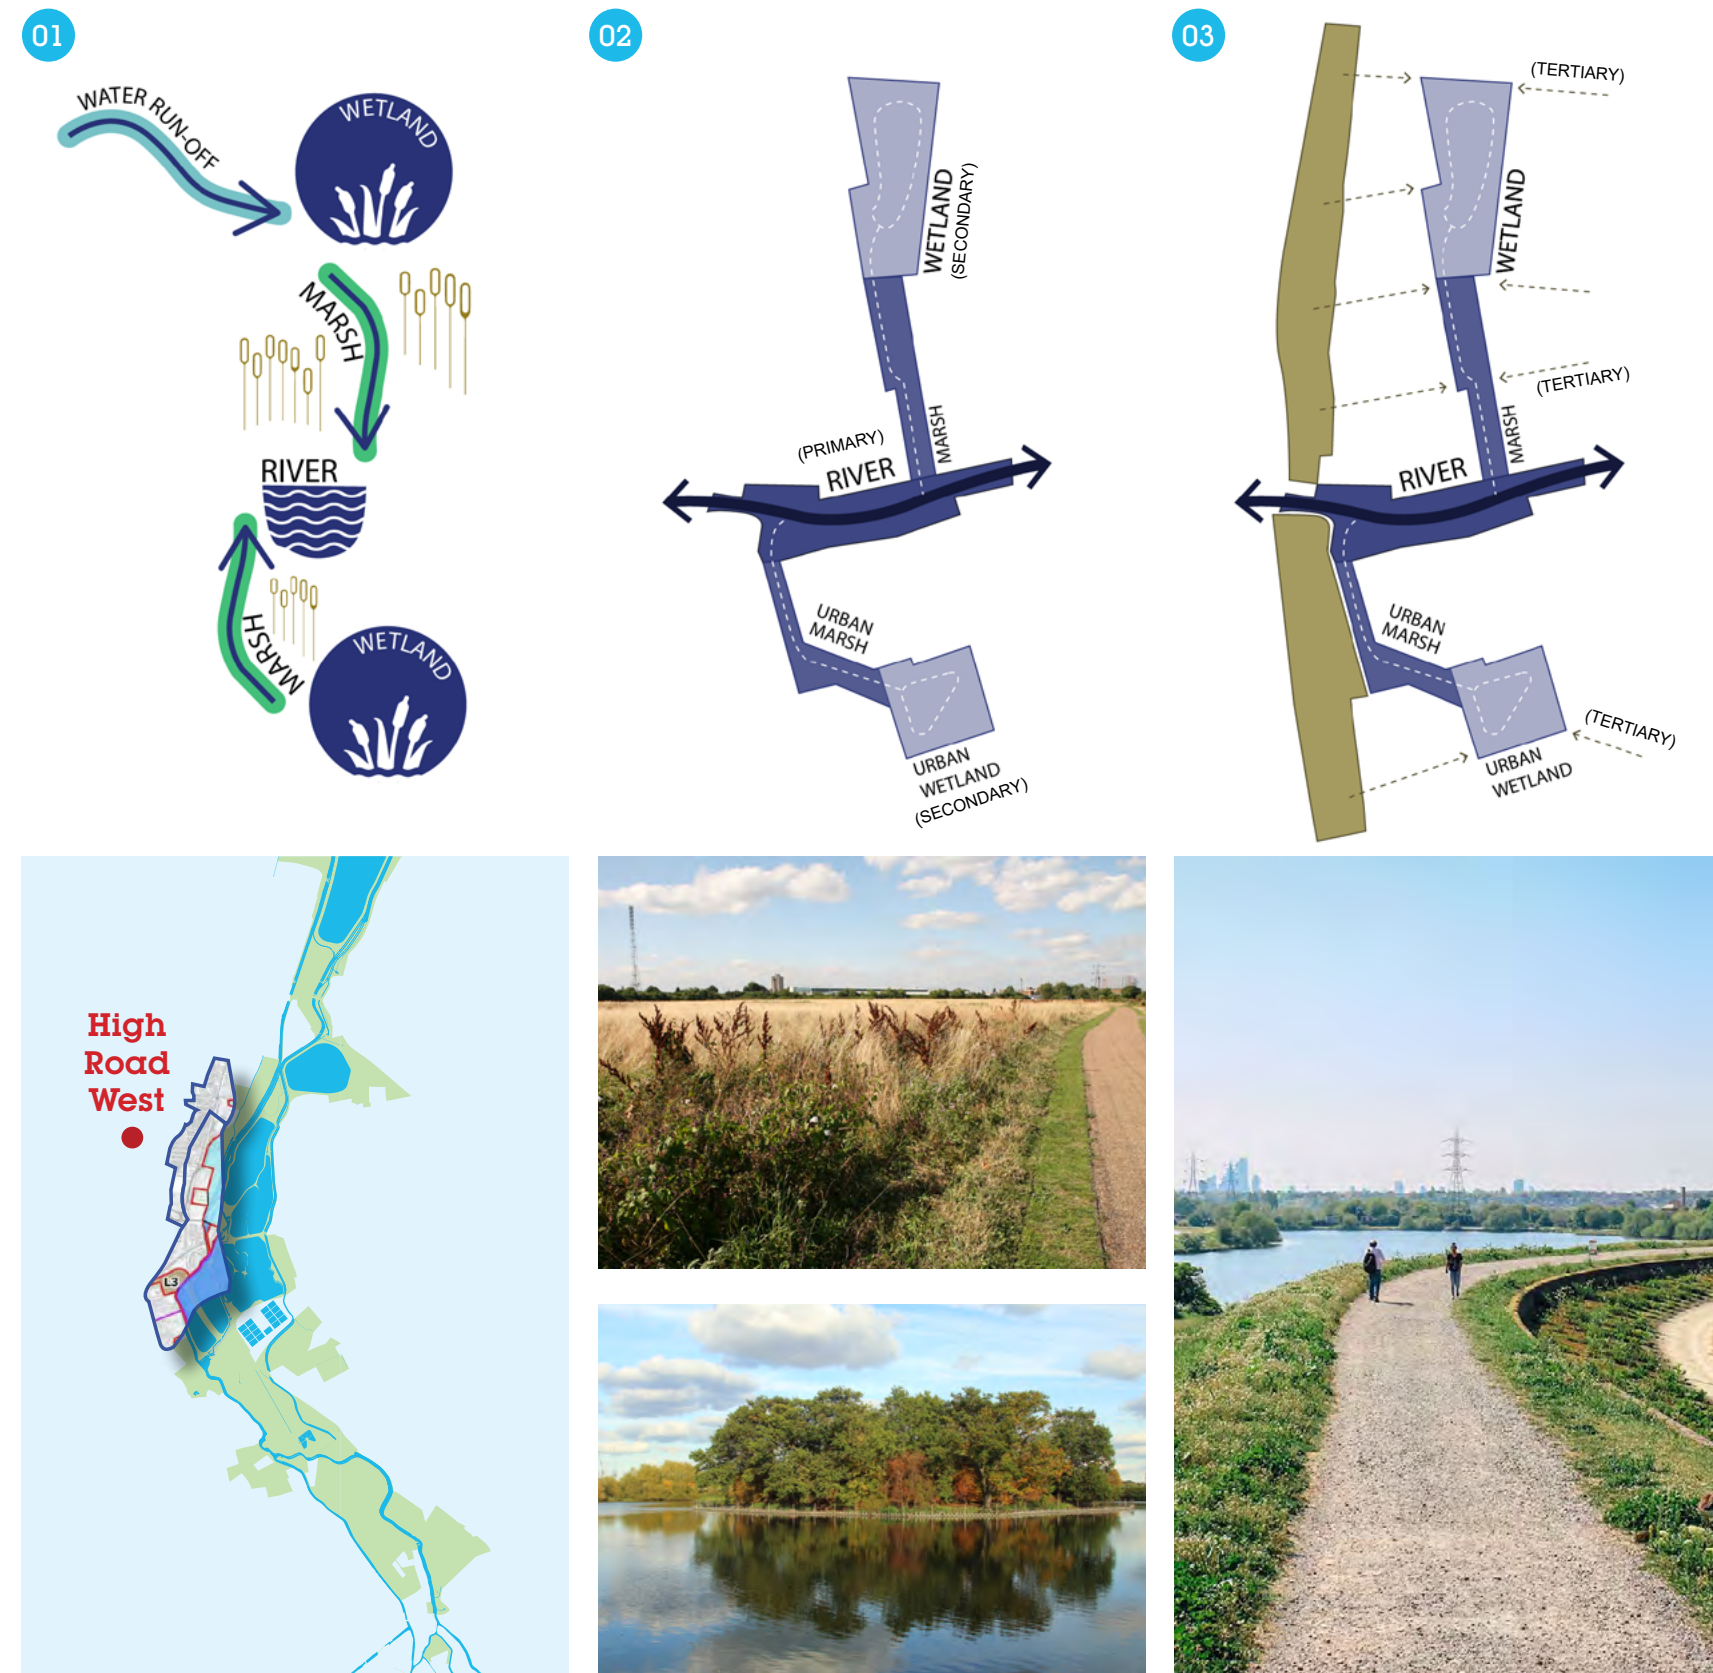 01
WATER RUN-OFF
WETLAND
MARSH
RIVER
MARSH
WETLAND
02
WETLAND
(SECONDARY)
MARSH
(PRIMARY)
RIVER
URBAN
MARSH
URBAN
WETLAND
(SECONDARY)
03
(TERTIARY)
WETLAND
(TERTIARY)
MARSH
RIVER
URBAN
MARSH
(TERTIARY)
URBAN
WETLAND
High
Road
West
L3